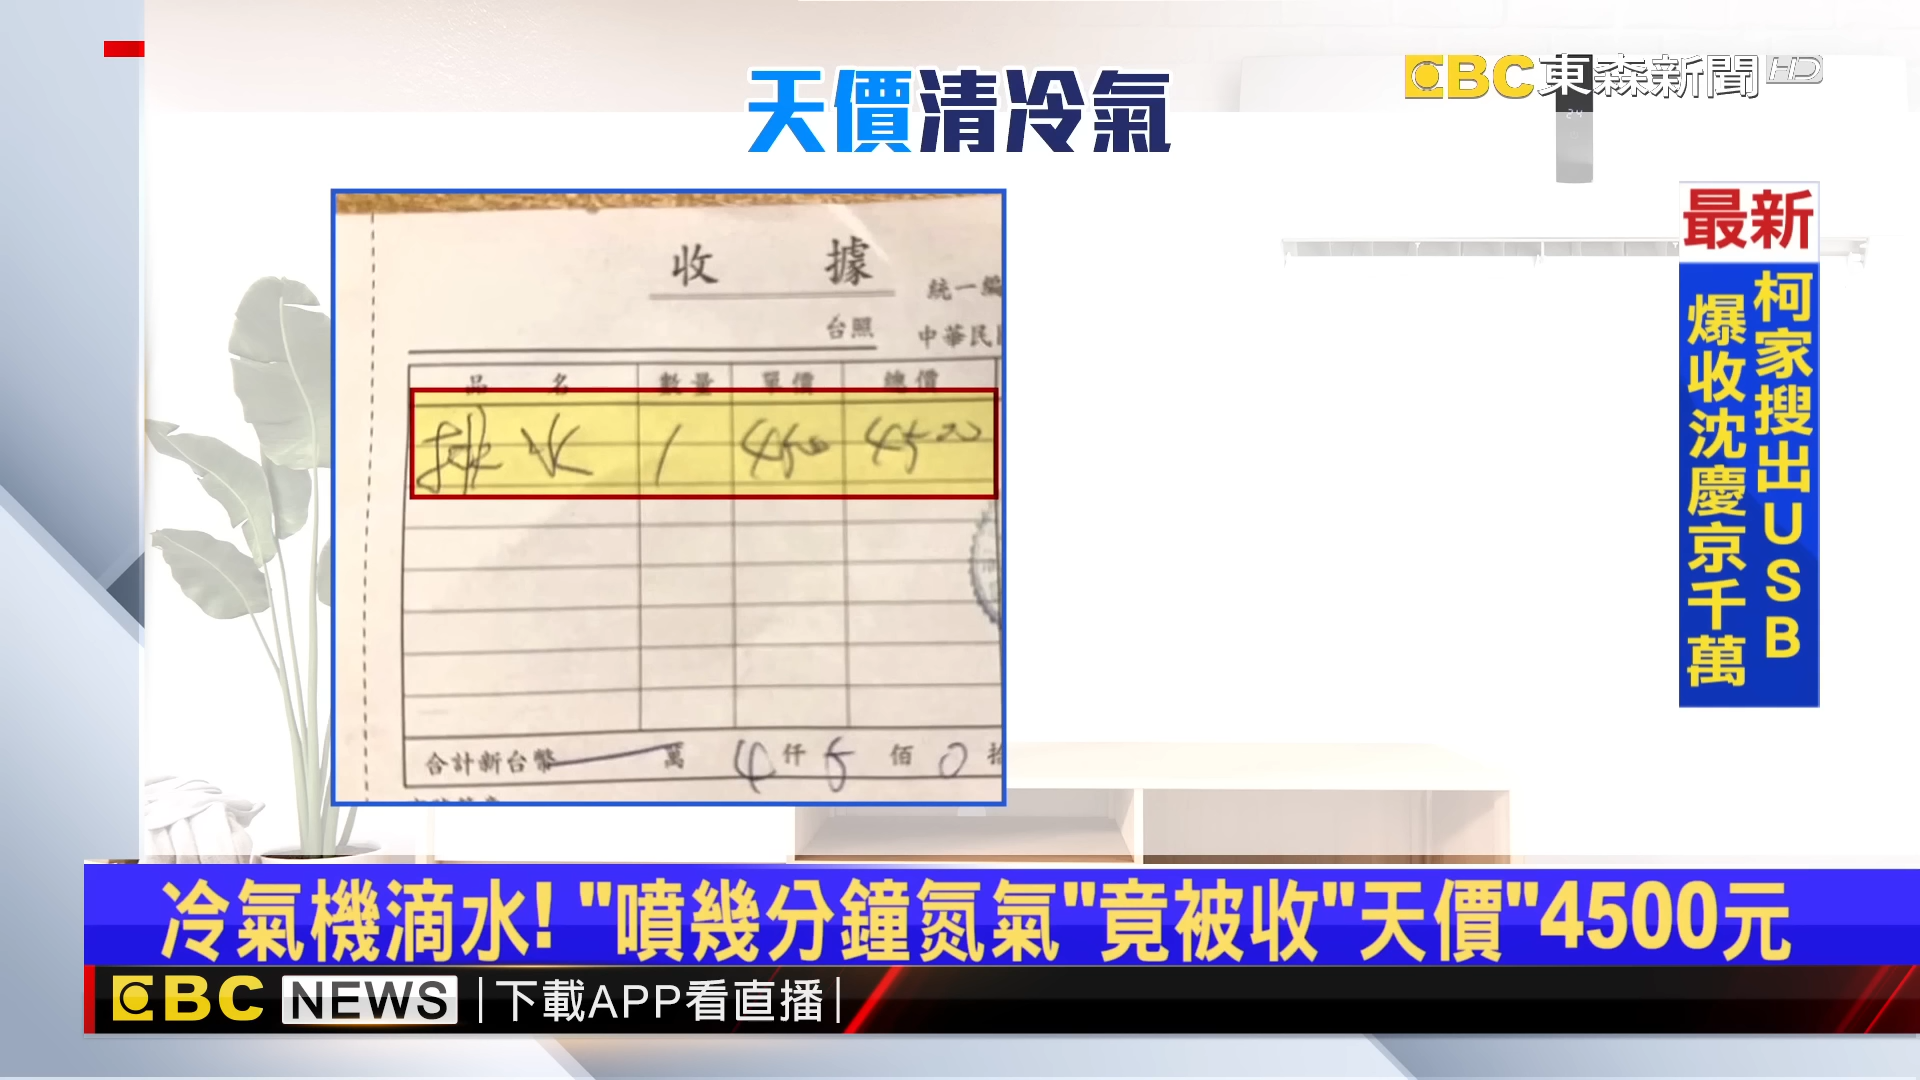 天價清冷氣
EBC東森新聞HD
最新
柯家搜出USB
爆收沈慶京千萬
收 據
統一編
台照
中華民國
品 名 數量 單價 總價
排水 1 4500 4500
合計新台幣 萬 4 仟 5 佰 0 拾
冷氣機滴水! "噴幾分鐘氮氣"竟被收"天價"4500元
EBC NEWS 下載APP看直播